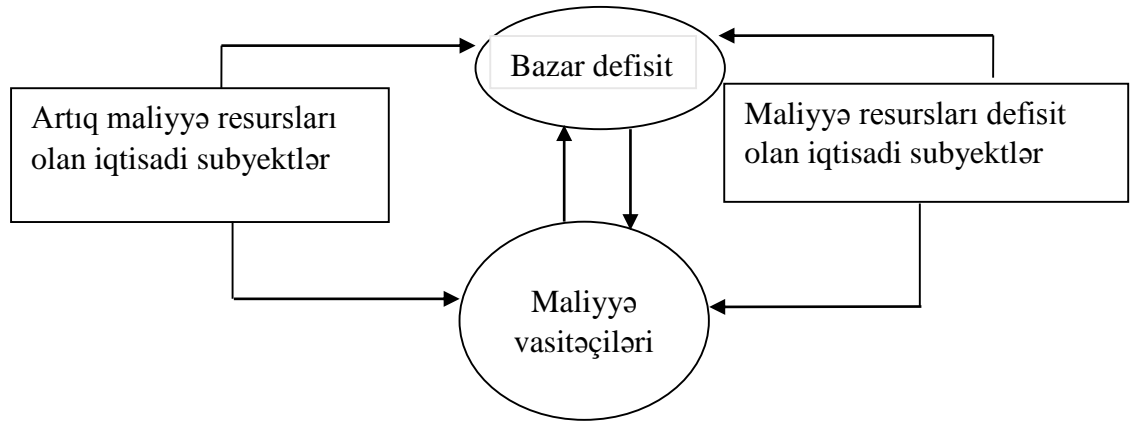 Bazar defisit
Artıq maliyyə resursları
olan iqtisadi subyektlər
Maliyyə resursları defisit
olan iqtisadi subyektlər
Maliyyə
vasitəçiləri